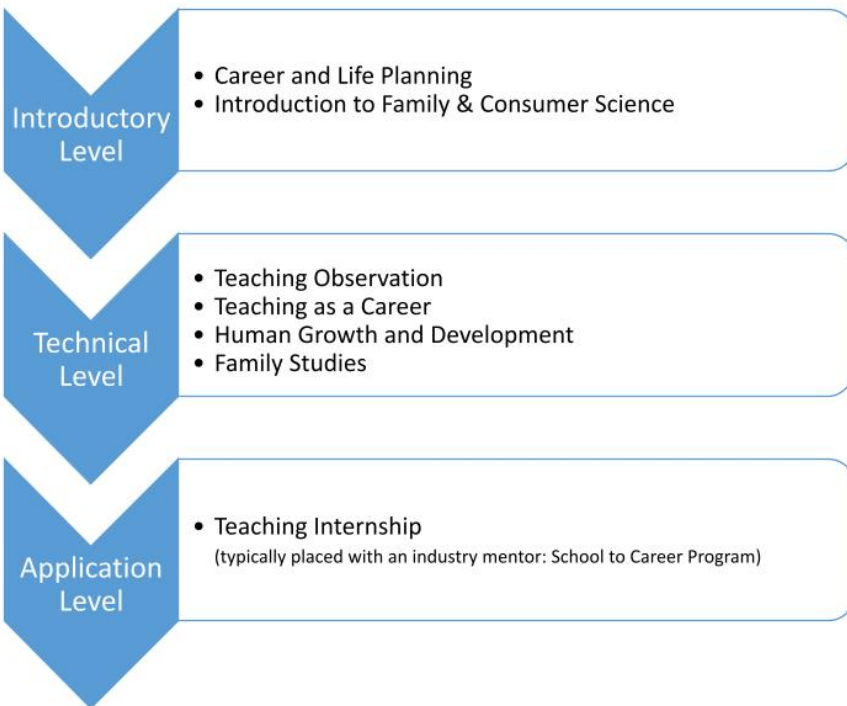 Introductory
Level
• Career and Life Planning
• Introduction to Family & Consumer Science
Technical
Level
• Teaching Observation
• Teaching as a Career
• Human Growth and Development
• Family Studies
Application
Level
• Teaching Internship
(typically placed with an industry mentor: School to Career Program)